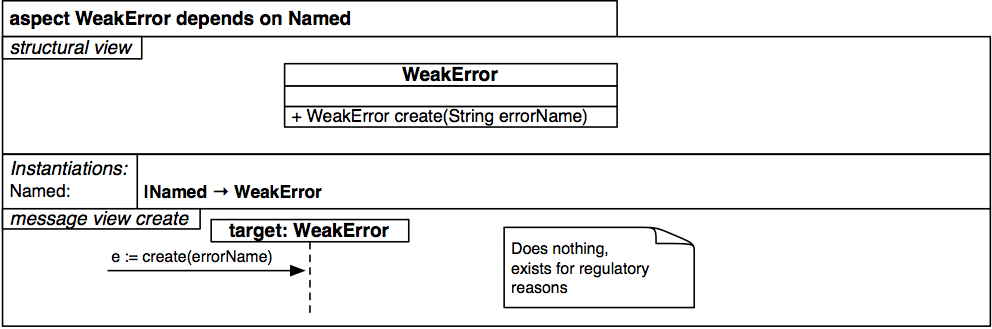 aspect WeakError depends on Named
structural view
WeakError
+ WeakError create(String errorName)
Instantiations:
Named: |Named → WeakError
message view create
target: WeakError
e := create(errorName)
Does nothing,
exists for regulatory
reasons